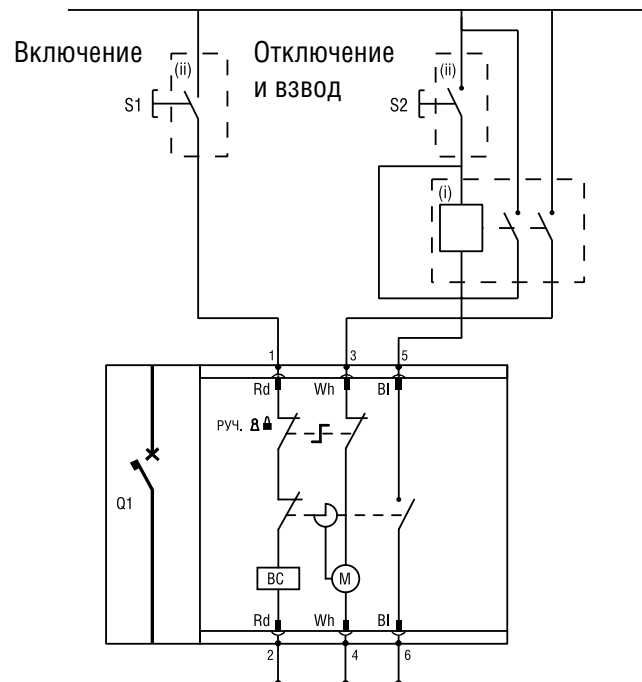 Включение
Отключение
и взвод
(ii)
(ii)
S1
S2
(i)
1
3
5
Rd
Wh
Bl
РУЧ.
Q1
BC
M
Rd
Wh
Bl
2
4
6